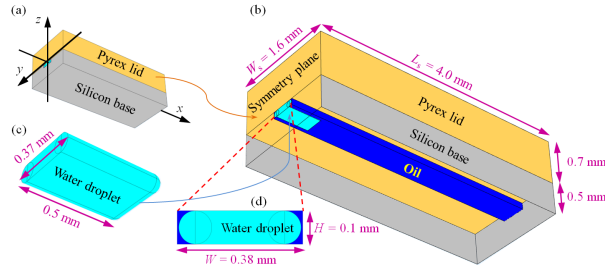 (a)
z
y
x
Pyrex lid
Silicon base
(b)
Wₛ = 1.6 mm
Lₛ = 4.0 mm
Symmetry plane
Pyrex lid
Silicon base
Oil
0.7 mm
0.5 mm
(c)
0.37 mm
Water droplet
0.5 mm
(d)
Water droplet
H = 0.1 mm
W = 0.38 mm